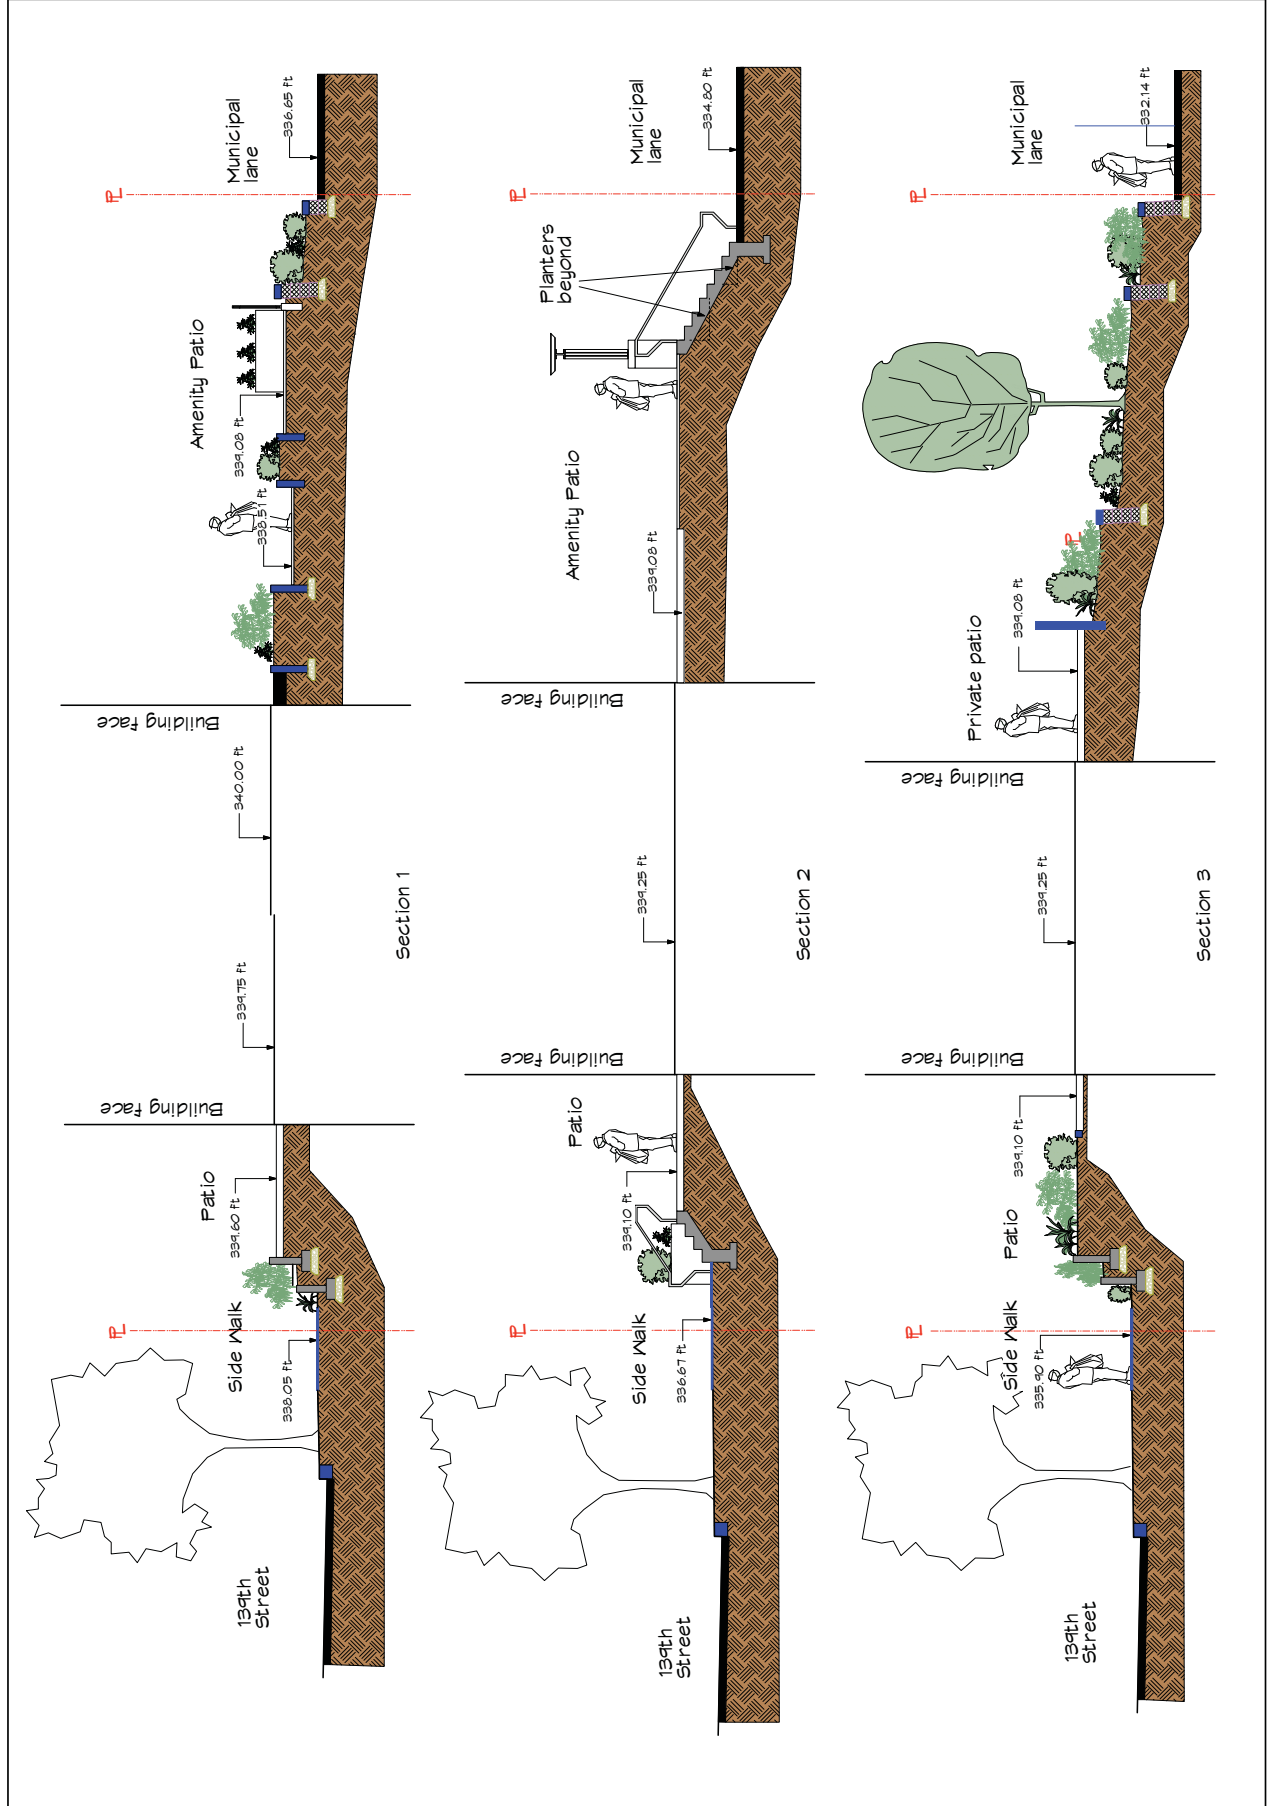 139th
Street
Side Walk
338.05 ft
PL
339.60 ft
Patio
Building Face
339.75 ft
340.00 ft
Building Face
338.51 ft
339.08 ft
Amenity Patio
PL
Municipal
lane
336.65 ft
Section 1
139th
Street
Side Walk
336.67 ft
PL
339.10 ft
Patio
Building Face
339.25 ft
Building Face
339.08 ft
Amenity Patio
Planters
beyond
PL
Municipal
lane
334.80 ft
Section 2
139th
Street
Side Walk
335.90 ft
PL
Patio
339.10 ft
Building Face
339.25 ft
Building Face
Private patio
339.08 ft
PL
PL
Municipal
lane
332.14 ft
Section 3